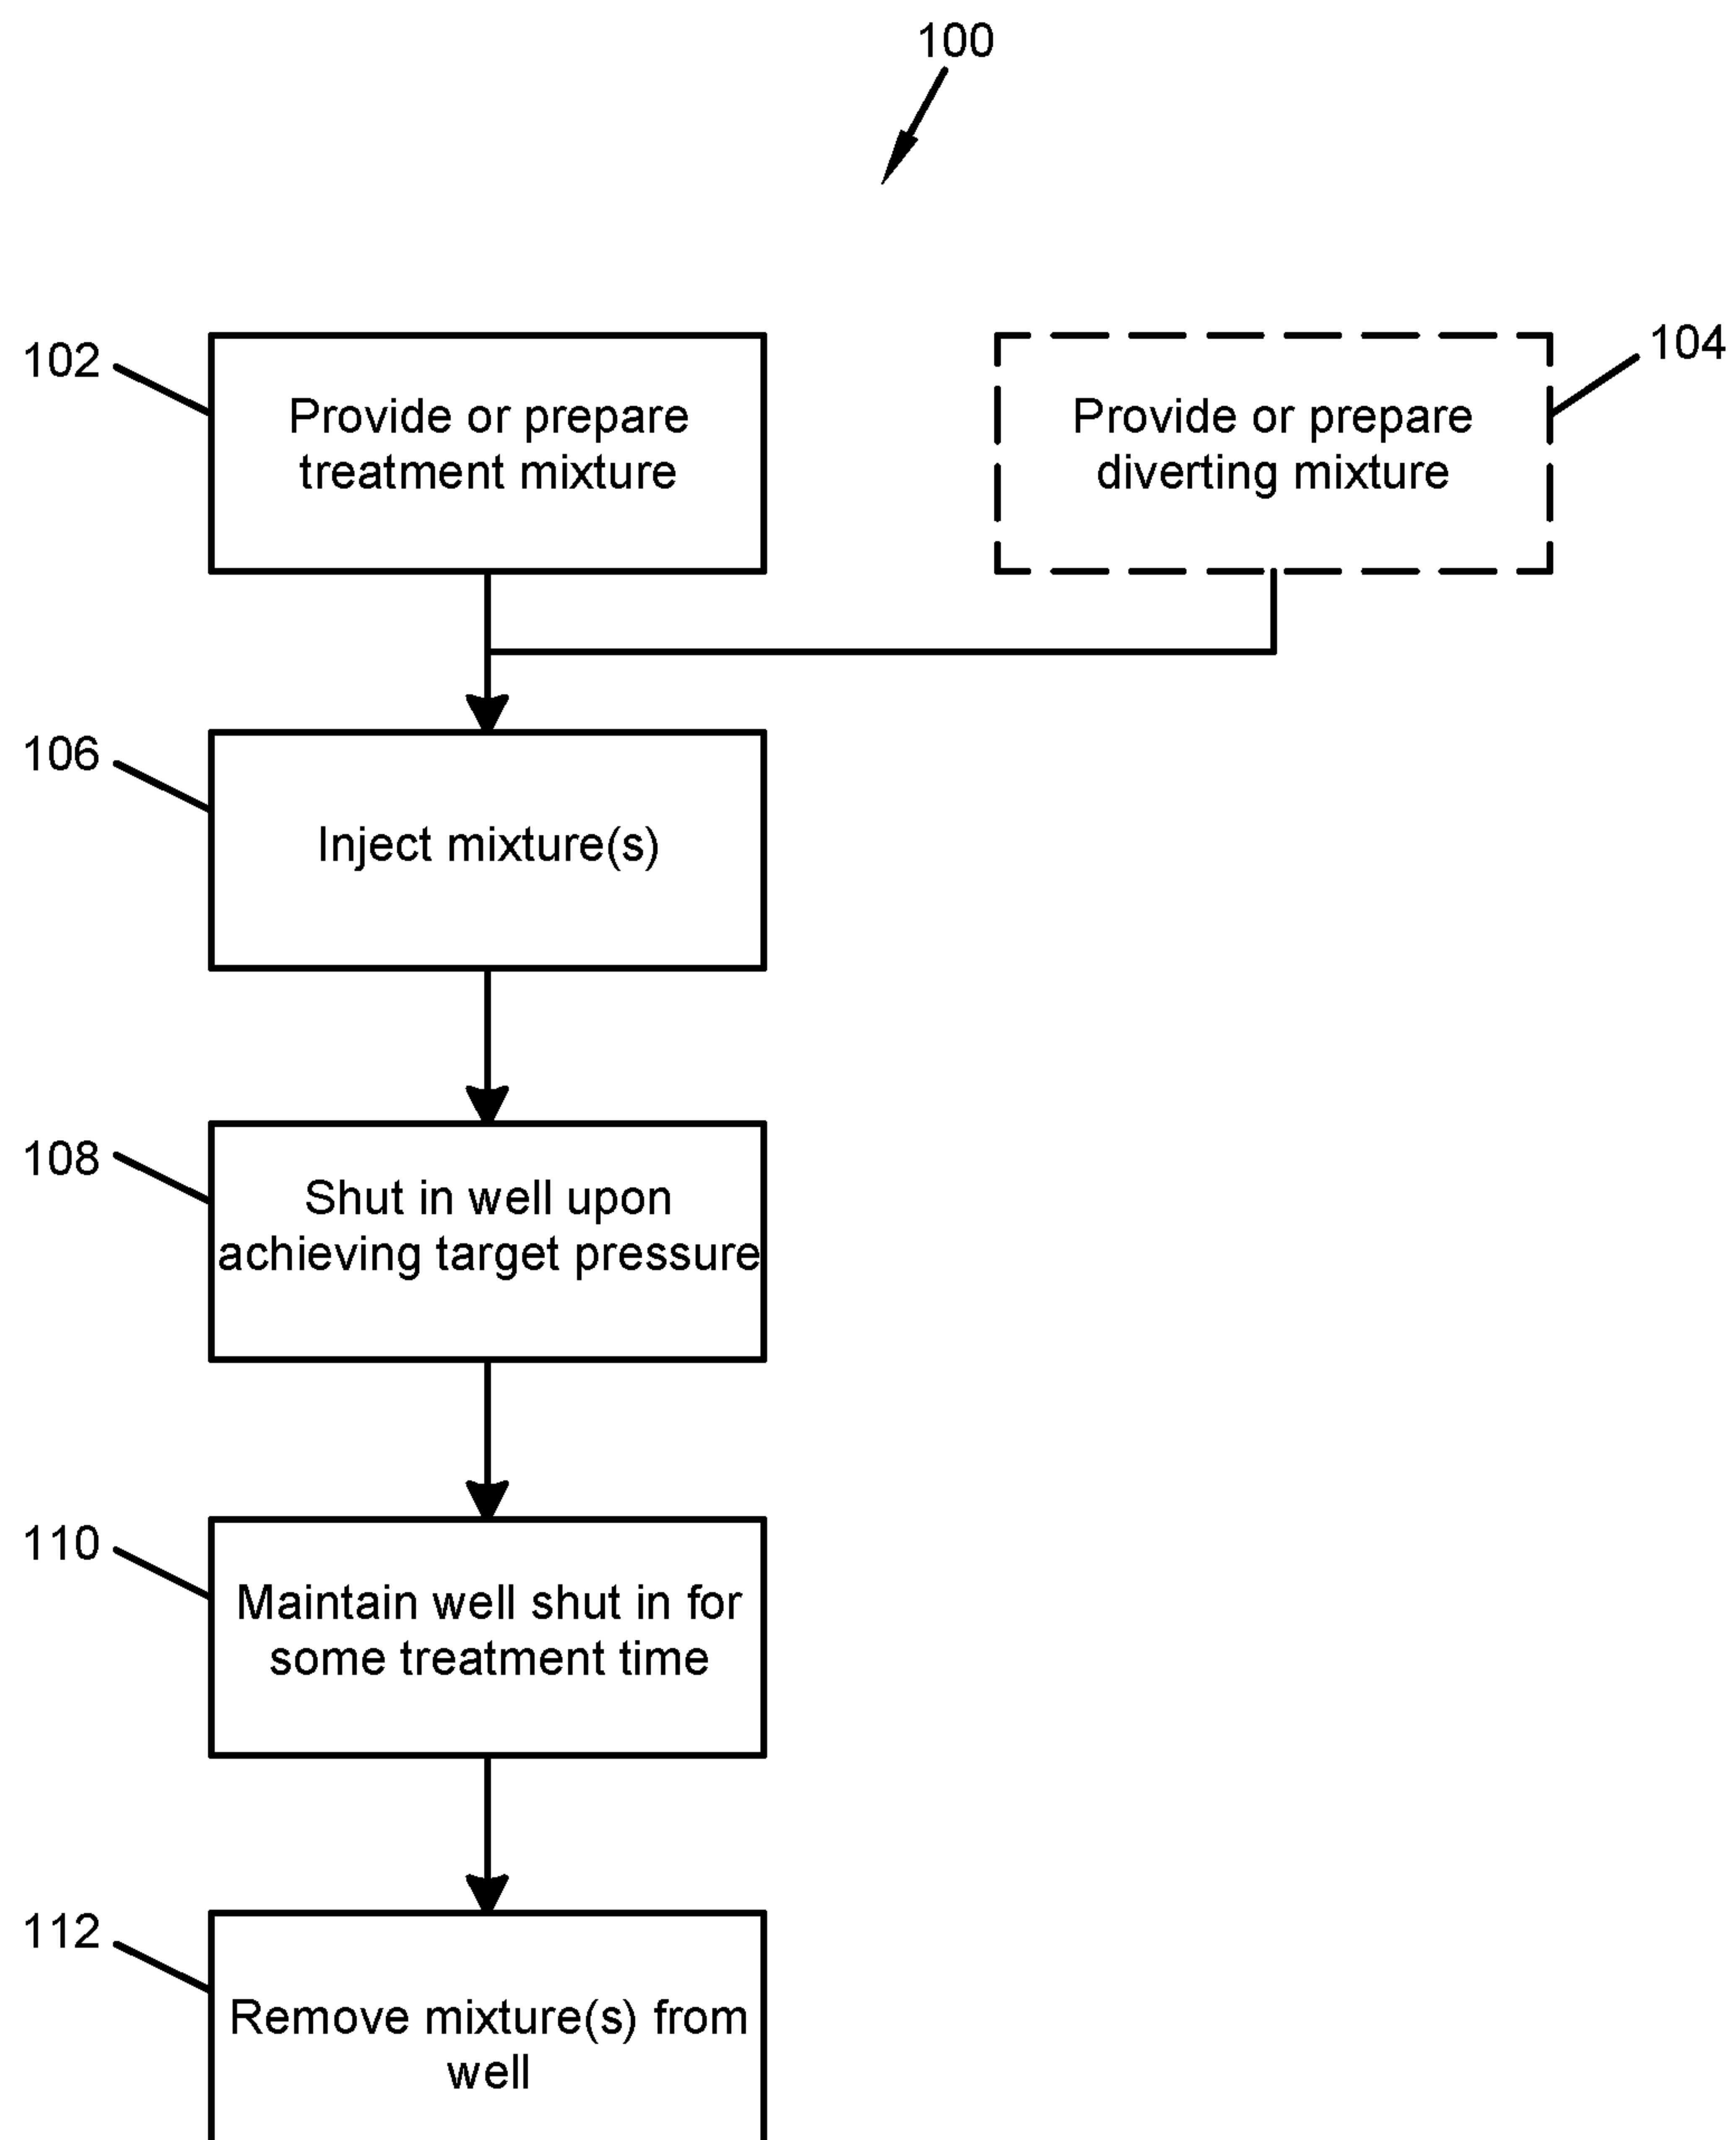 100
102
Provide or prepare
treatment mixture
104
Provide or prepare
diverting mixture
106
Inject mixture(s)
108
Shut in well upon
achieving target pressure
110
Maintain well shut in for
some treatment time
112
Remove mixture(s) from
well